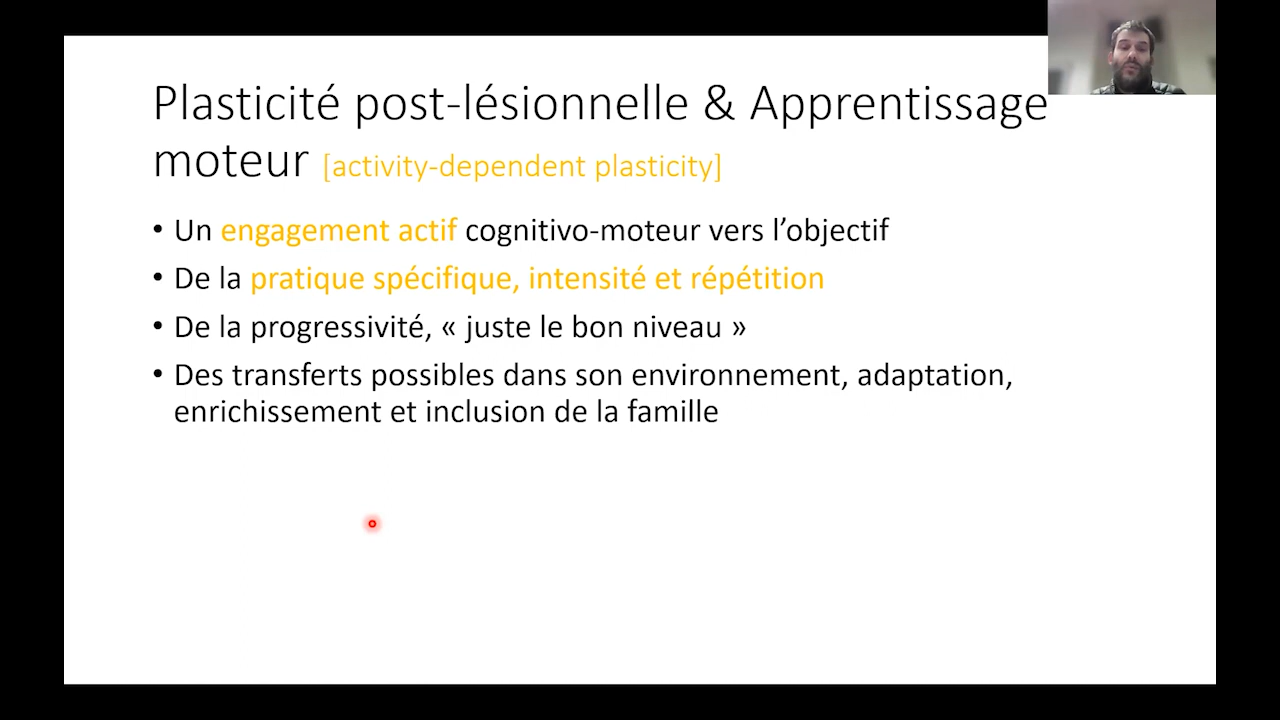 Plasticité post-lésionnelle & Apprentissage
moteur [activity-dependent plasticity]
• Un engagement actif cognitivo-moteur vers l’objectif
• De la pratique spécifique, intensité et répétition
• De la progressivité, « juste le bon niveau »
• Des transferts possibles dans son environnement, adaptation,
enrichissement et inclusion de la famille